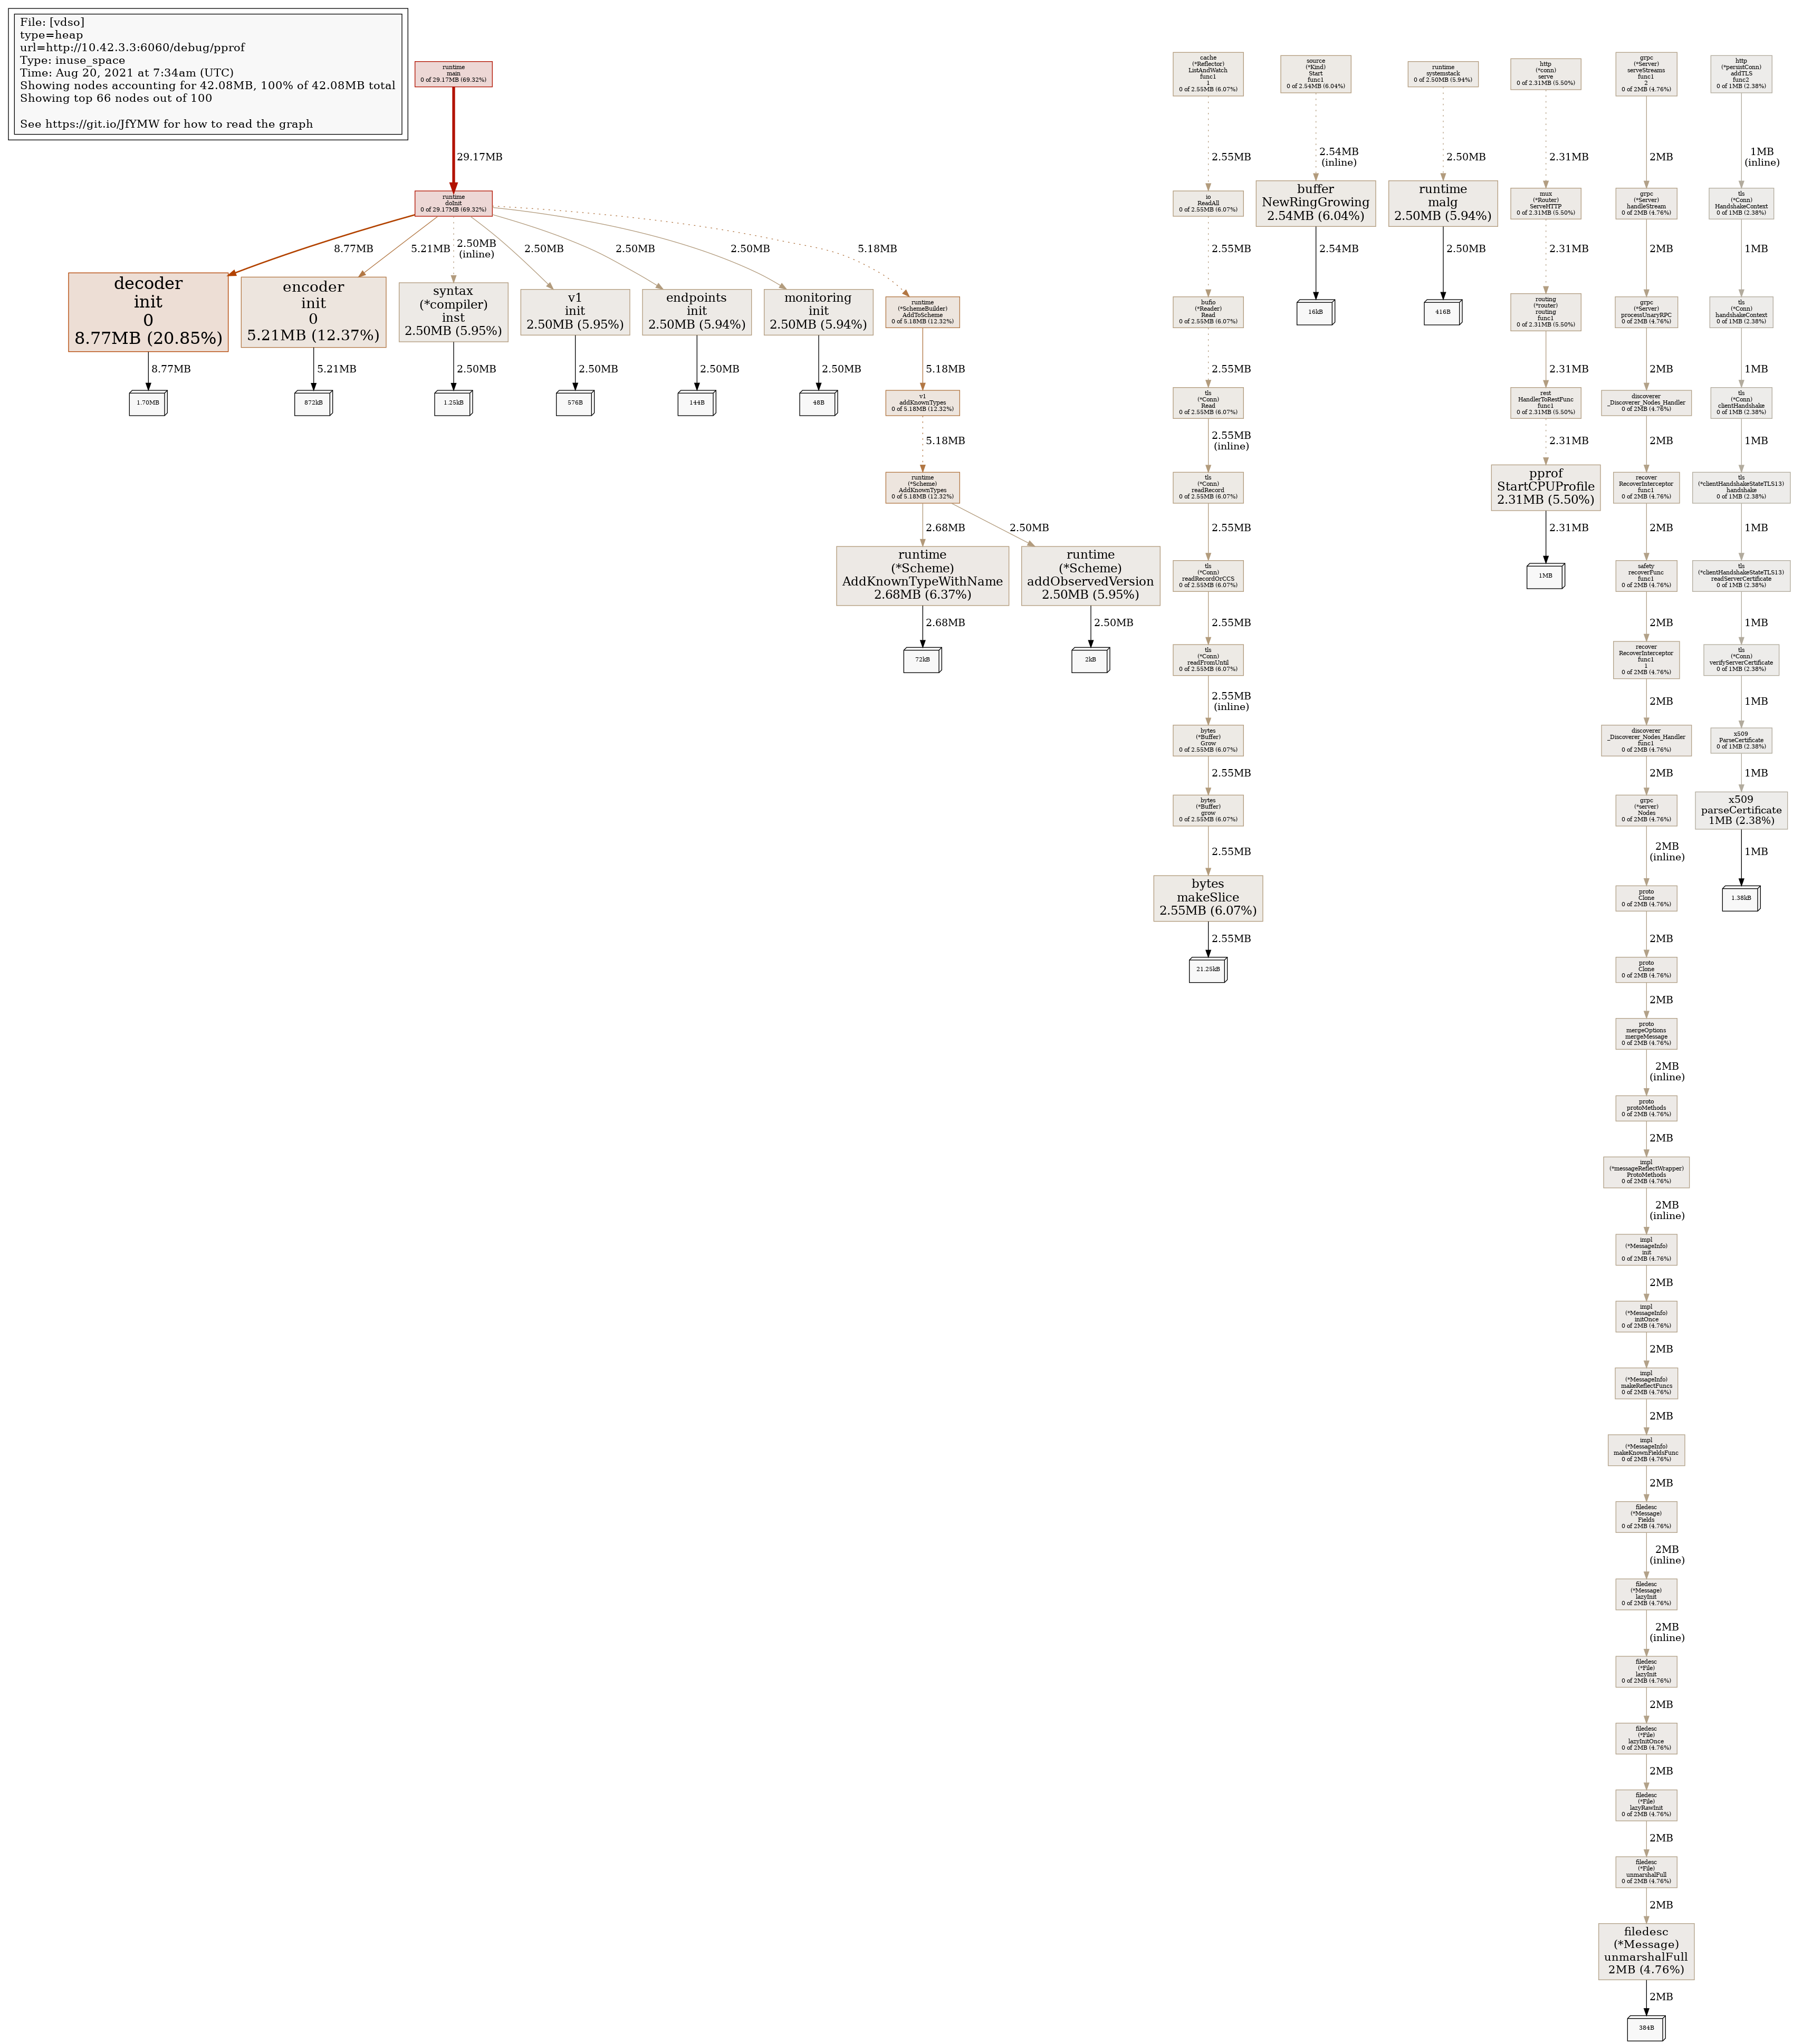 File: [vdso]
type=heap
url=http://10.42.3.3:6060/debug/pprof
Type: inuse_space
Time: Aug 20, 2021 at 7:34am (UTC)
Showing nodes accounting for 42.08MB, 100% of 42.08MB total
Showing top 66 nodes out of 100
See https://git.io/JfYMW for how to read the graph
runtime
main
0 of 29.17MB (69.32%)
29.17MB
runtime
doInit
0 of 29.17MB (69.32%)
8.77MB
5.21MB
2.50MB
(inline)
2.50MB
2.50MB
2.50MB
5.18MB
decoder
init
0
8.77MB (20.85%)
8.77MB
1.70MB
encoder
init
0
5.21MB (12.37%)
5.21MB
872kB
syntax
(*compiler)
inst
2.50MB (5.95%)
2.50MB
1.25kB
v1
init
2.50MB (5.95%)
2.50MB
576B
endpoints
init
2.50MB (5.94%)
2.50MB
144B
monitoring
init
2.50MB (5.94%)
2.50MB
48B
runtime
(*SchemeBuilder)
AddToScheme
0 of 5.18MB (12.32%)
5.18MB
v1
addKnownTypes
0 of 5.18MB (12.32%)
5.18MB
runtime
(*Scheme)
AddKnownTypes
0 of 5.18MB (12.32%)
2.68MB
2.50MB
runtime
(*Scheme)
AddKnownTypeWithName
2.68MB (6.37%)
2.68MB
72kB
runtime
(*Scheme)
addObservedVersion
2.50MB (5.95%)
2.50MB
2kB
cache
(*Reflector)
ListAndWatch
func1
1
0 of 2.55MB (6.07%)
2.55MB
io
ReadAll
0 of 2.55MB (6.07%)
2.55MB
bufio
(*Reader)
Read
0 of 2.55MB (6.07%)
2.55MB
tls
(*Conn)
Read
0 of 2.55MB (6.07%)
2.55MB
(inline)
tls
(*Conn)
readRecord
0 of 2.55MB (6.07%)
2.55MB
tls
(*Conn)
readRecordOrCCS
0 of 2.55MB (6.07%)
2.55MB
tls
(*Conn)
readFromUntil
0 of 2.55MB (6.07%)
2.55MB
(inline)
bytes
(*Buffer)
Grow
0 of 2.55MB (6.07%)
2.55MB
bytes
(*Buffer)
grow
0 of 2.55MB (6.07%)
2.55MB
bytes
makeSlice
2.55MB (6.07%)
2.55MB
21.25kB
source
(*Kind)
Start
func1
0 of 2.54MB (6.04%)
2.54MB
(inline)
buffer
NewRingGrowing
2.54MB (6.04%)
2.54MB
16kB
runtime
systemstack
0 of 2.50MB (5.94%)
2.50MB
runtime
malg
2.50MB (5.94%)
2.50MB
416B
http
(*conn)
serve
0 of 2.31MB (5.50%)
2.31MB
mux
(*Router)
ServeHTTP
0 of 2.31MB (5.50%)
2.31MB
routing
(*router)
routing
func1
0 of 2.31MB (5.50%)
2.31MB
rest
HandlerToRestFunc
func1
0 of 2.31MB (5.50%)
2.31MB
pprof
StartCPUProfile
2.31MB (5.50%)
2.31MB
1MB
grpc
(*Server)
serveStreams
func1
2
0 of 2MB (4.76%)
2MB
grpc
(*Server)
handleStream
0 of 2MB (4.76%)
2MB
grpc
(*Server)
processUnaryRPC
0 of 2MB (4.76%)
2MB
discoverer
_Discoverer_Nodes_Handler
0 of 2MB (4.76%)
2MB
recover
RecoverInterceptor
func1
0 of 2MB (4.76%)
2MB
safety
recoverFunc
func1
0 of 2MB (4.76%)
2MB
recover
RecoverInterceptor
func1
1
0 of 2MB (4.76%)
2MB
discoverer
_Discoverer_Nodes_Handler
func1
0 of 2MB (4.76%)
2MB
grpc
(*server)
Nodes
0 of 2MB (4.76%)
2MB
(inline)
proto
Clone
0 of 2MB (4.76%)
2MB
proto
Clone
0 of 2MB (4.76%)
2MB
proto
mergeOptions
mergeMessage
0 of 2MB (4.76%)
2MB
(inline)
proto
protoMethods
0 of 2MB (4.76%)
2MB
impl
(*messageReflectWrapper)
ProtoMethods
0 of 2MB (4.76%)
2MB
(inline)
impl
(*MessageInfo)
init
0 of 2MB (4.76%)
2MB
impl
(*MessageInfo)
initOnce
0 of 2MB (4.76%)
2MB
impl
(*MessageInfo)
makeReflectFuncs
0 of 2MB (4.76%)
2MB
impl
(*MessageInfo)
makeKnownFieldsFunc
0 of 2MB (4.76%)
2MB
filedesc
(*Message)
Fields
0 of 2MB (4.76%)
2MB
(inline)
filedesc
(*Message)
lazyInit
0 of 2MB (4.76%)
2MB
(inline)
filedesc
(*File)
lazyInit
0 of 2MB (4.76%)
2MB
filedesc
(*File)
lazyInitOnce
0 of 2MB (4.76%)
2MB
filedesc
(*File)
lazyRawInit
0 of 2MB (4.76%)
2MB
filedesc
(*File)
unmarshalFull
0 of 2MB (4.76%)
2MB
filedesc
(*Message)
unmarshalFull
2MB (4.76%)
2MB
384B
http
(*persistConn)
addTLS
func2
0 of 1MB (2.38%)
1MB
(inline)
tls
(*Conn)
HandshakeContext
0 of 1MB (2.38%)
1MB
tls
(*Conn)
handshakeContext
0 of 1MB (2.38%)
1MB
tls
(*Conn)
clientHandshake
0 of 1MB (2.38%)
1MB
tls
(*clientHandshakeStateTLS13)
handshake
0 of 1MB (2.38%)
1MB
tls
(*clientHandshakeStateTLS13)
readServerCertificate
0 of 1MB (2.38%)
1MB
tls
(*Conn)
verifyServerCertificate
0 of 1MB (2.38%)
1MB
x509
ParseCertificate
0 of 1MB (2.38%)
1MB
x509
parseCertificate
1MB (2.38%)
1MB
1.38kB